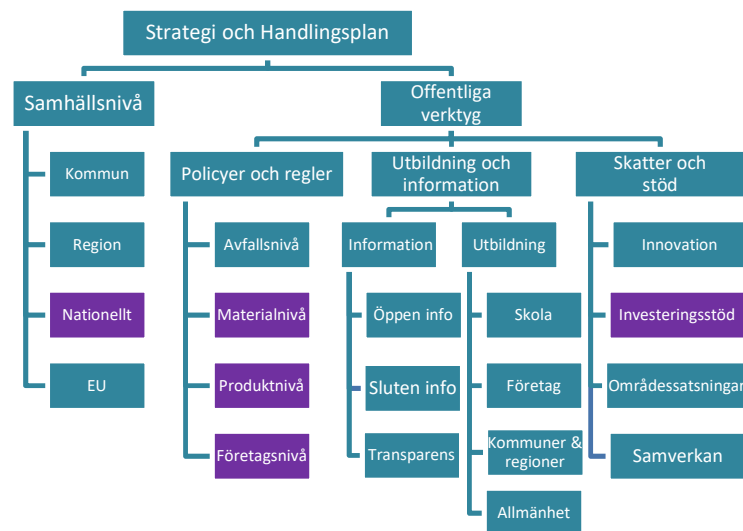 Strategi och Handlingsplan
Samhällsnivå
Offentliga
verktyg
Kommun
Region
Nationellt
EU
Policyer och regler
Avfallsnivå
Materialnivå
Produktnivå
Företagsnivå
Utbildning och
information
Information
Öppen info
Sluten info
Transparens
Utbildning
Skola
Företag
Kommuner &
regioner
Allmänhet
Skatter och
stöd
Innovation
Investeringsstöd
Områdessatsningar
Samverkan